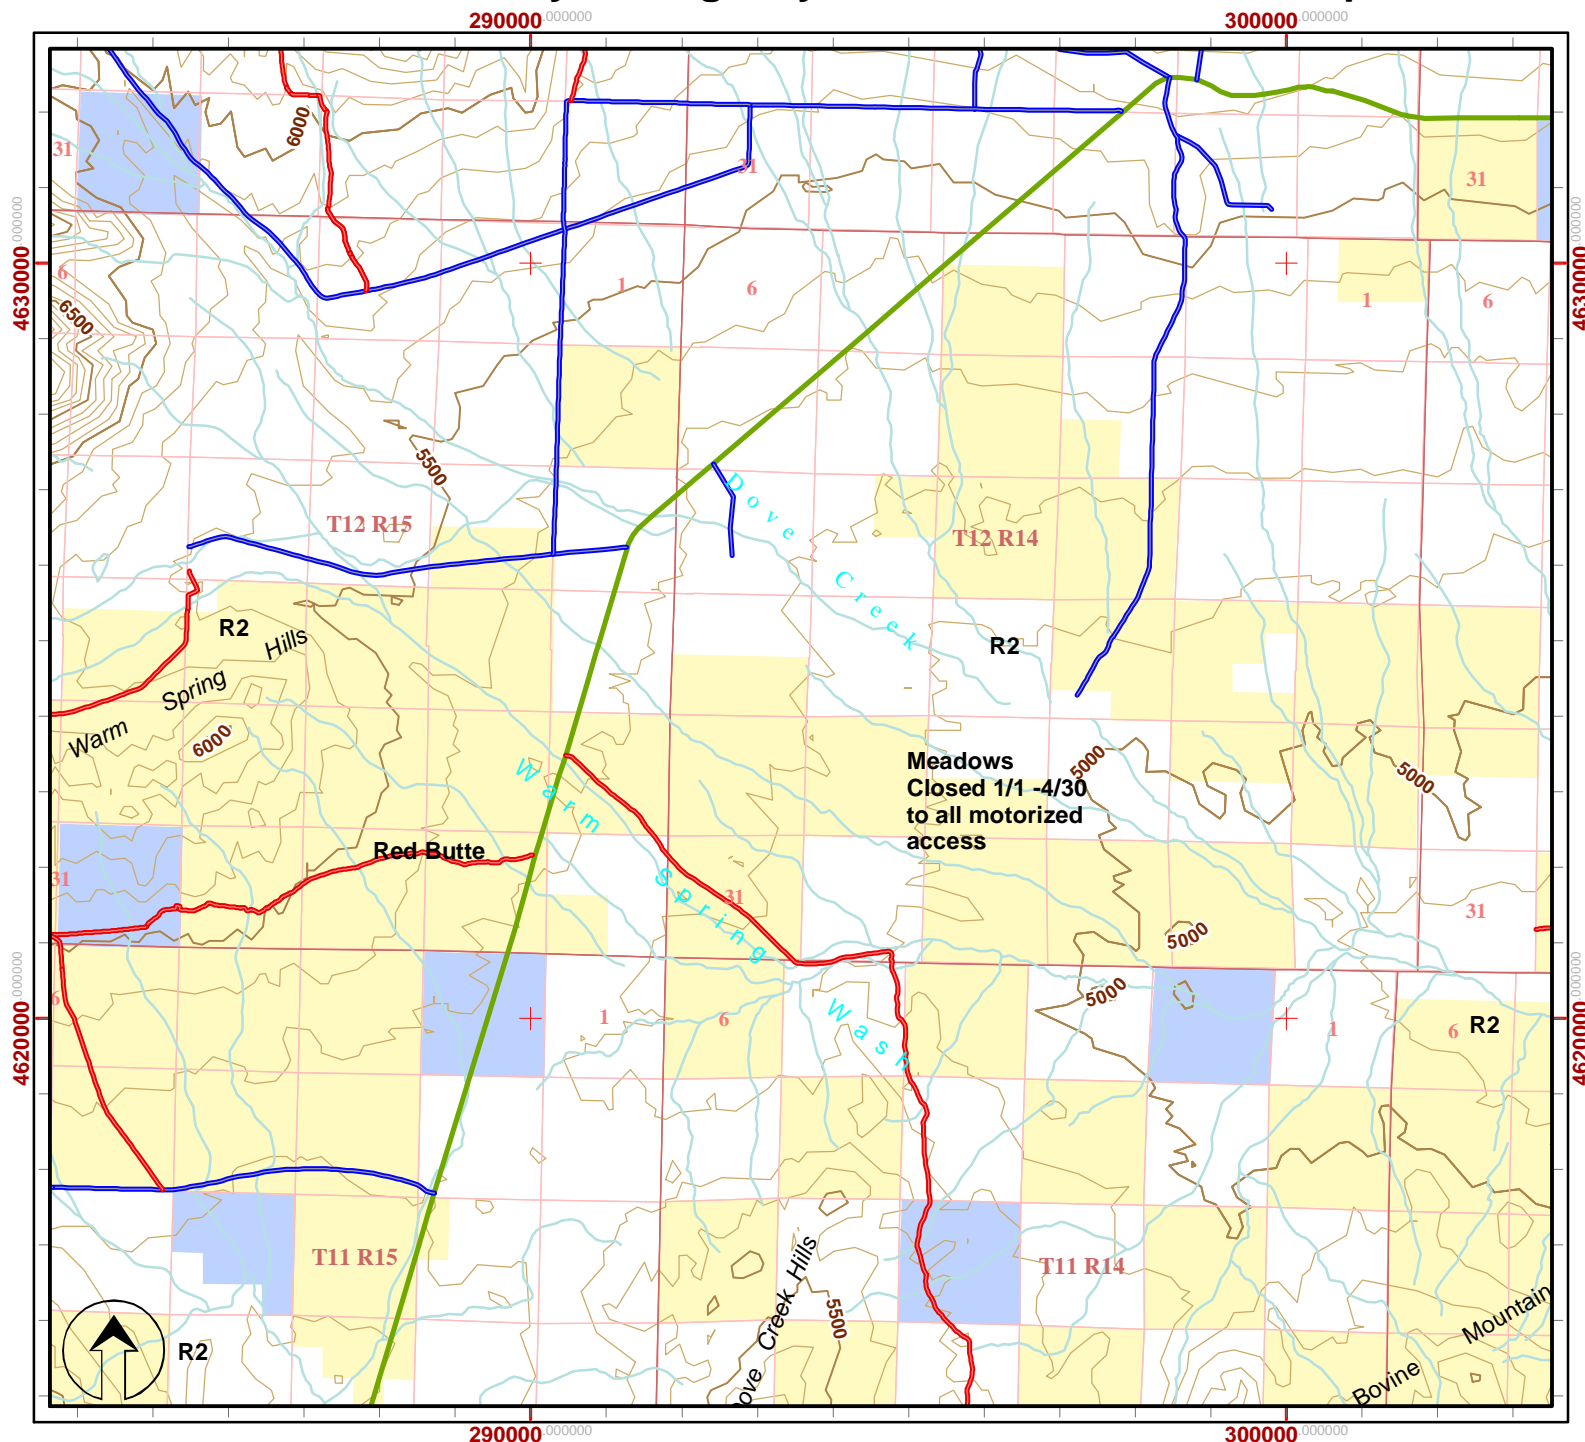 290000.000000
300000.000000
4630000.000000
4630000.000000
6000
31
31
31
6
1
6
1
6
6500
5500
Dove
Creek
T12 R15
T12 R14
R2
R2
Warm Spring Hills
6000
Meadows
Closed 1/1 -4/30
to all motorized
access
5000
5000
Warm
Spring
Wash
Red Butte
31
31
31
5000
5000
4620000.000000
4620000.000000
6
1
6
1
6
R2
T11 R15
T11 R14
R2
Creek Hills
5500
Bovine Mountain
290000.000000
300000.000000